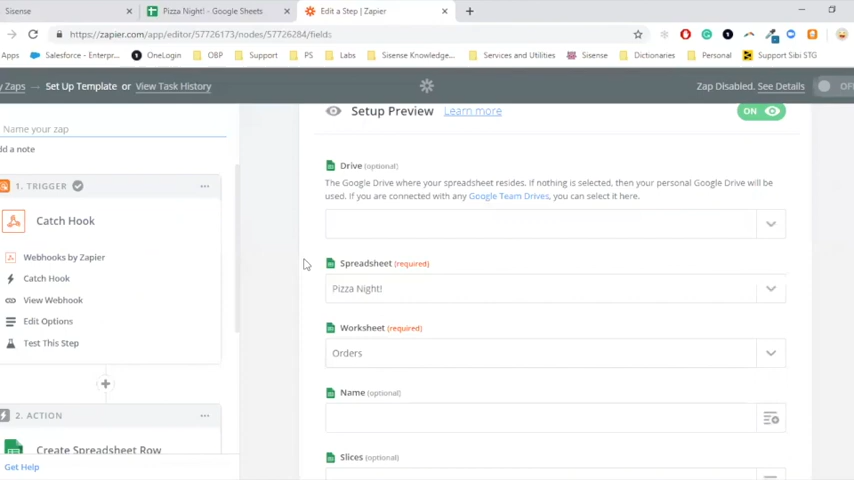 Sisense
Pizza Night! - Google Sheets
Edit a Step | Zapier
https://zapier.com/app/editor/57726173/nodes/57726284/fields
Apps
Salesforce - Enterpr...
OneLogin
OBP
Support
PS
Labs
Sisense Knowledge...
Services and Utilities
Sisense
Dictionaries
Personal
Support Sibi STG
y Zaps → Set Up Template or View Task History
Zap Disabled. See Details
OF
Name your zap
dd a note
1. TRIGGER
Catch Hook
Webhooks by Zapier
Catch Hook
View Webhook
Edit Options
Test This Step
2. ACTION
Create Spreadsheet Row
Get Help
Setup Preview Learn more
ON
Drive (optional)
The Google Drive where your spreadsheet resides. If nothing is selected, then your personal Google Drive will be
used. If you are connected with any Google Team Drives, you can select it here.
Spreadsheet (required)
Pizza Night!
Worksheet (required)
Orders
Name (optional)
Slices (optional)